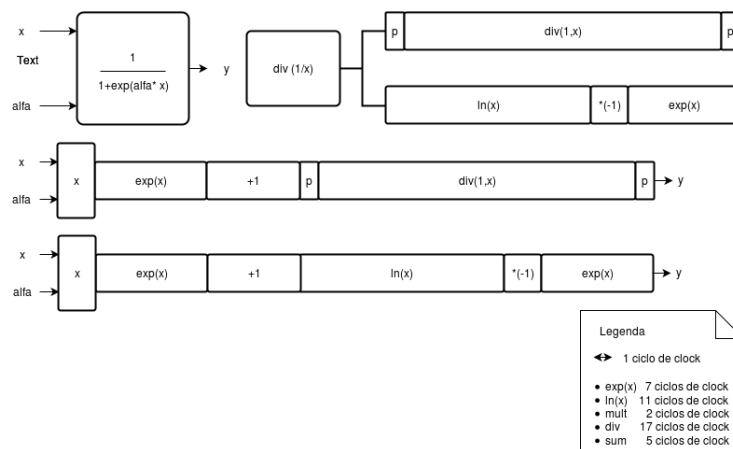 x
Text
alfa
1
1+exp(alfa* x)
y
div (1/x)
p
div(1,x)
p
ln(x)
*(-1)
exp(x)
x
alfa
x
exp(x)
+1
p
div(1,x)
p
y
x
alfa
x
exp(x)
+1
ln(x)
*(-1)
exp(x)
y
Legenda
1 ciclo de clock
• exp(x) 7 ciclos de clock
• ln(x) 11 ciclos de clock
• mult 2 ciclos de clock
• div 17 ciclos de clock
• sum 5 ciclos de clock